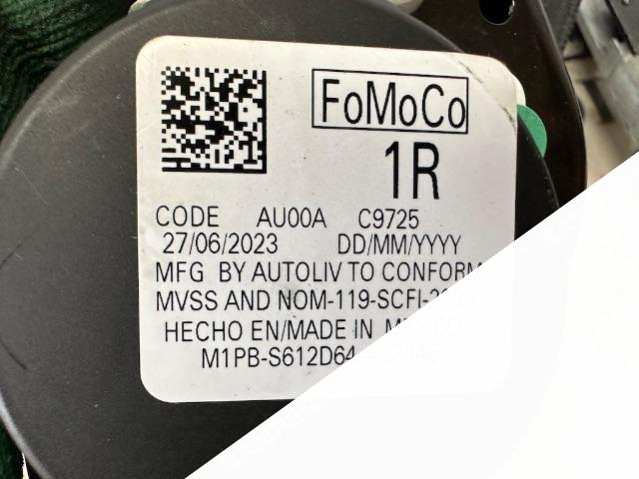 FoMoCo
1R
CODE AU00A C9725
27/06/2023 DD/MM/YYYY
MFG BY AUTOLIV TO CONFORM
MVSS AND NOM-119-SCFI-
HECHO EN/MADE IN MEXICO
M1PB-S612D64